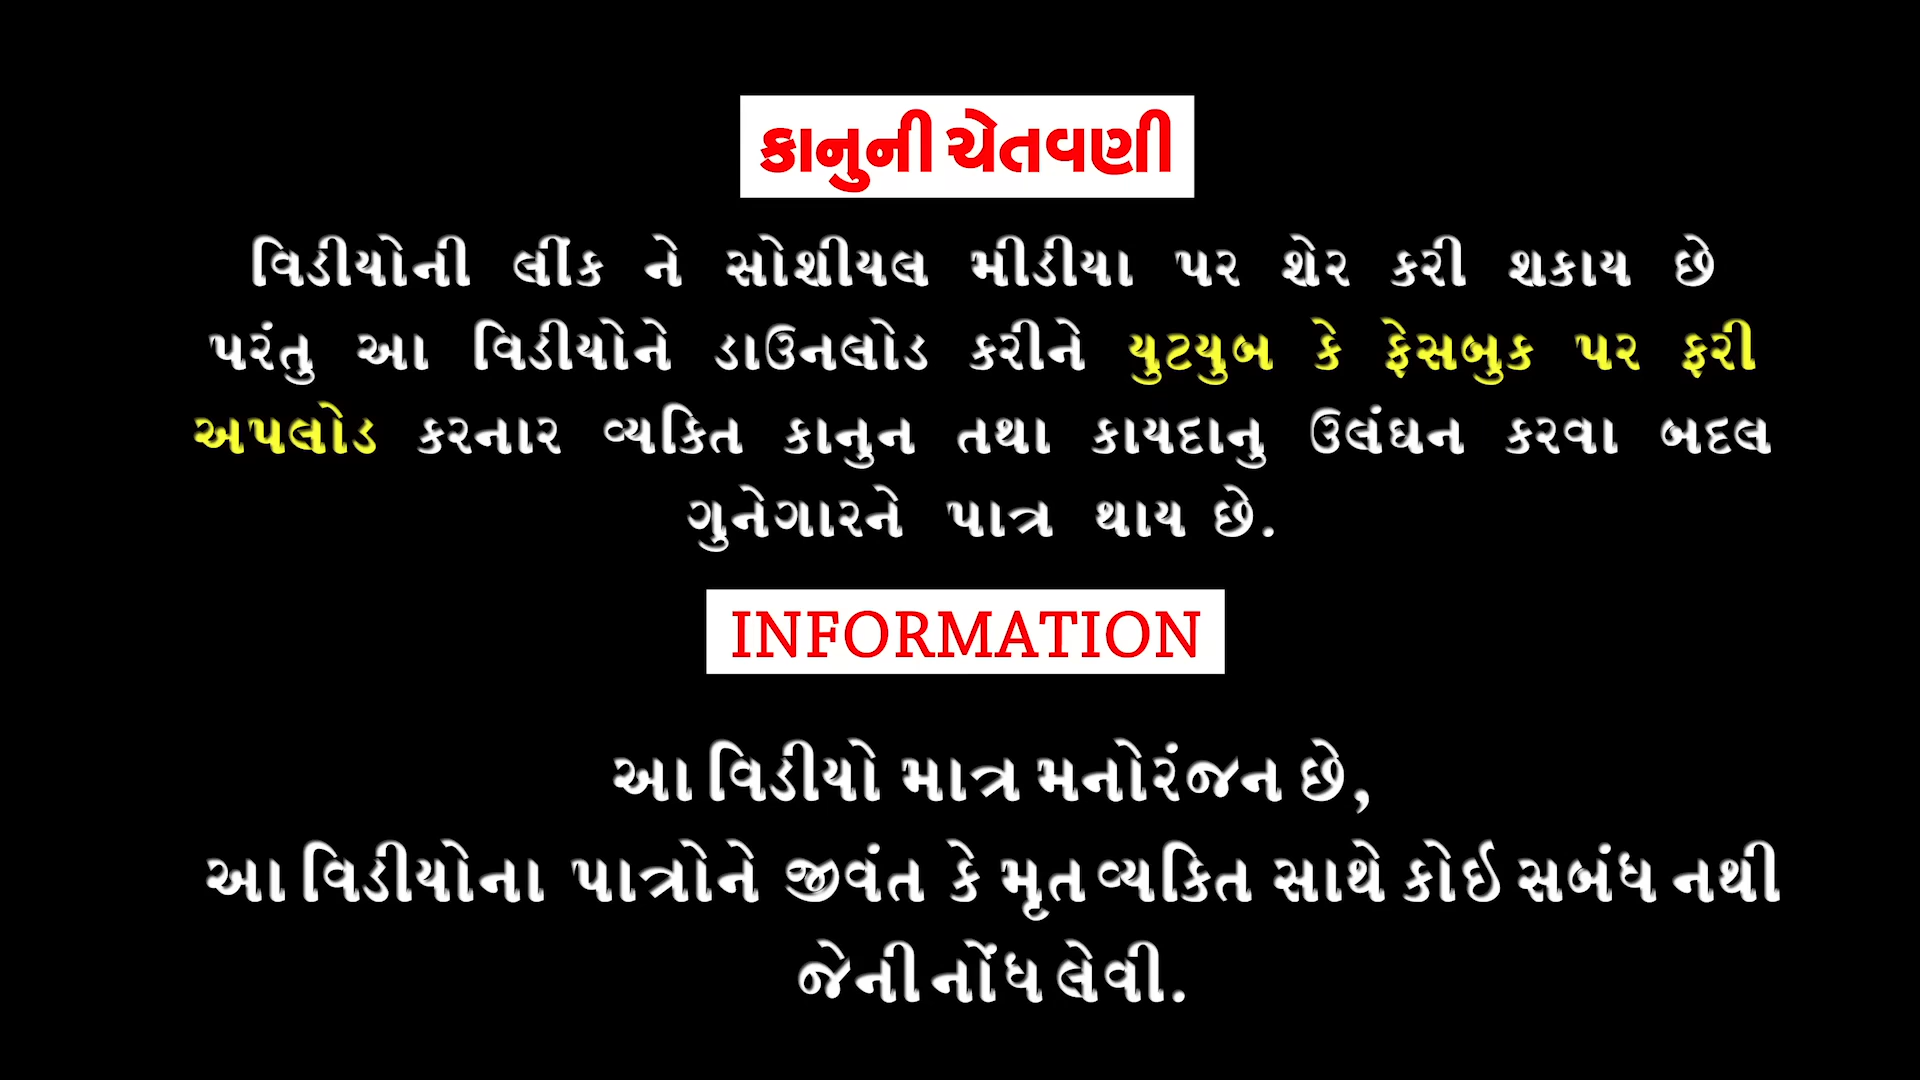 કાનુની ચેતવણી
વિડીયોની લીંક ને સોશીયલ મીડીયા પર શેર કરી શકાય છે
પરંતુ આ વિડીયોને ડાઉનલોડ કરીને યુટયુબ કે ફેસબુક પર ફરી
અપલોડ કરનાર વ્યકિત કાનુન તથા કાયદાનુ ઉલંઘન કરવા બદલ
ગુનેગારને પાત્ર થાય છે.
INFORMATION
આ વિડીયો માત્ર મનોરંજન છે,
આ વિડીયોના પાત્રોને જીવંત કે મૃત વ્યકિત સાથે કોઇ સબંધ નથી
જેની નોંધ લેવી.